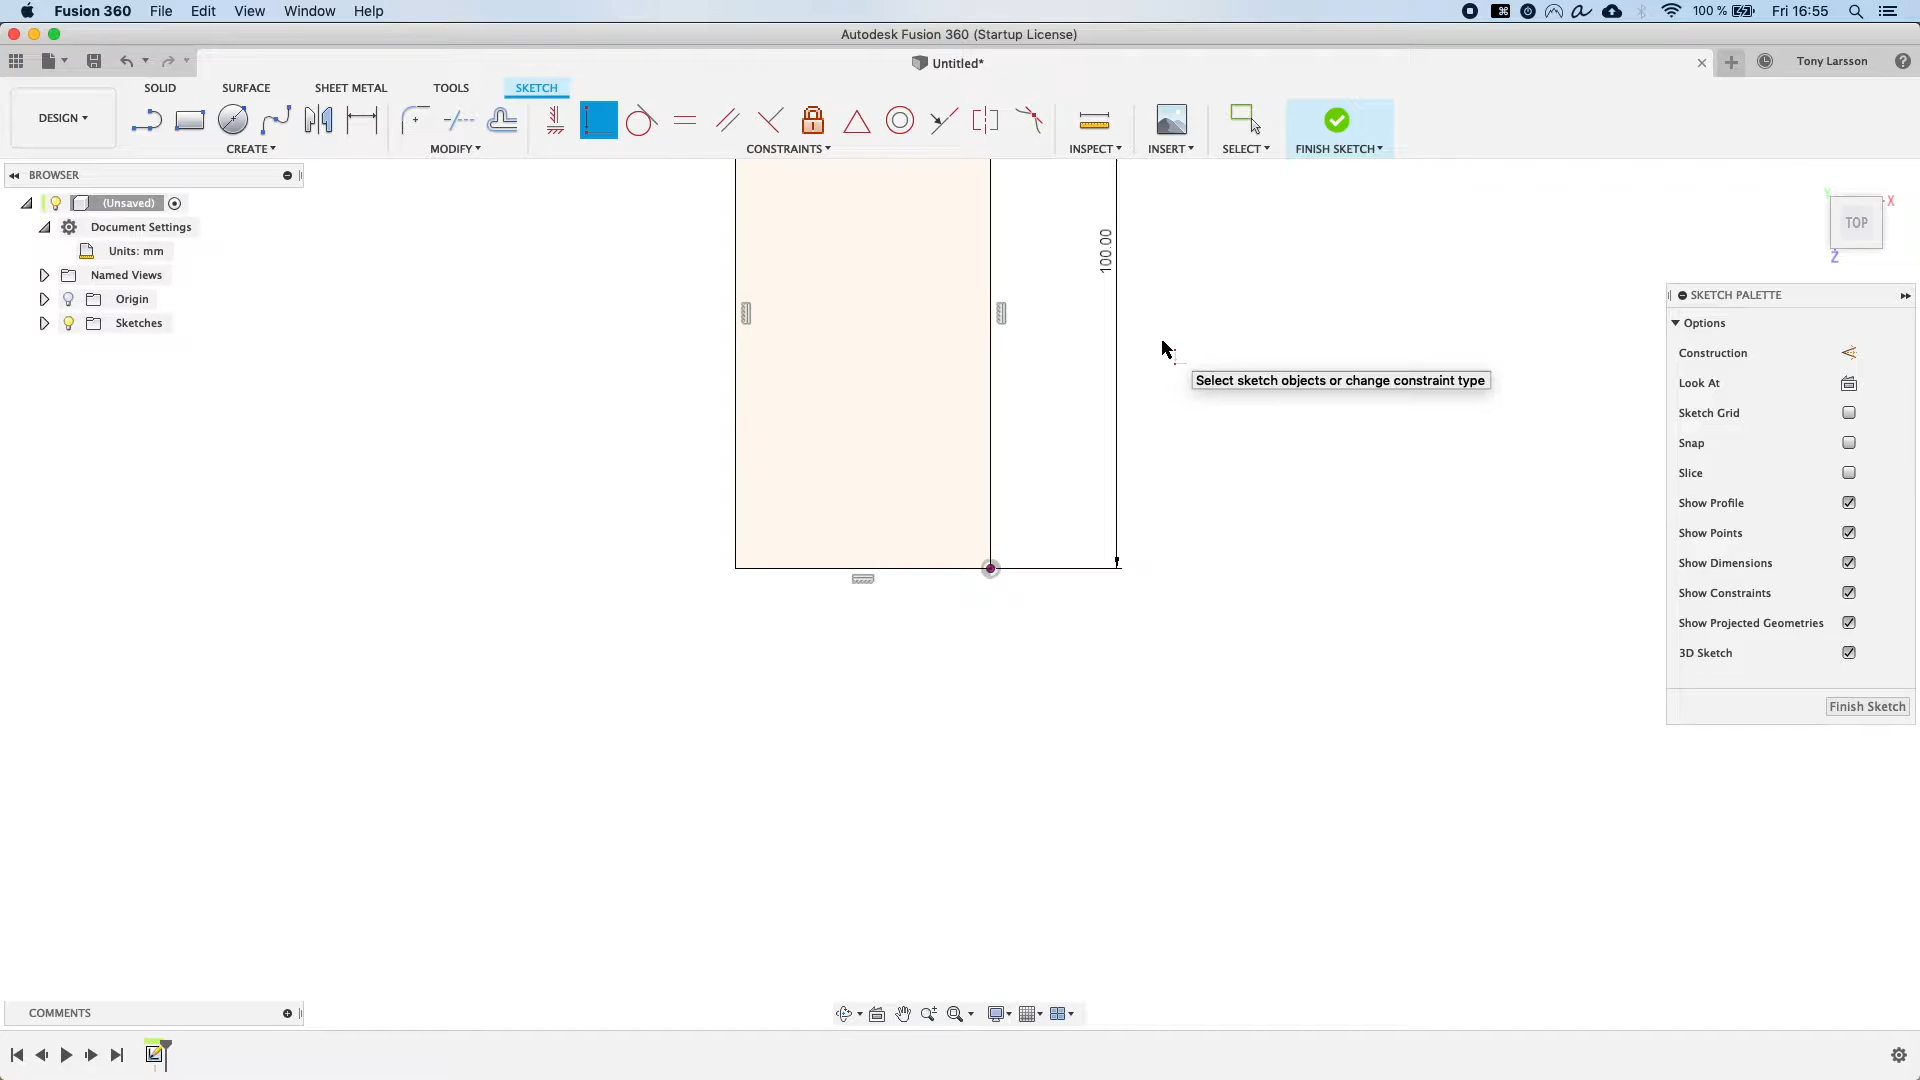 Fusion 360 File Edit View Window Help 100 % Fri 16:55
Autodesk Fusion 360 (Startup License)
Untitled* Tony Larsson
SOLID SURFACE SHEET METAL TOOLS SKETCH
DESIGN
CREATE MODIFY CONSTRAINTS INSPECT INSERT SELECT FINISH SKETCH
BROWSER
(Unsaved)
Document Settings
Units: mm
Named Views
Origin
Sketches
100.00
Select sketch objects or change constraint type
Y X
TOP
Z
SKETCH PALETTE
Options
Construction
Look At
Sketch Grid
Snap
Slice
Show Profile
Show Points
Show Dimensions
Show Constraints
Show Projected Geometries
3D Sketch
Finish Sketch
COMMENTS